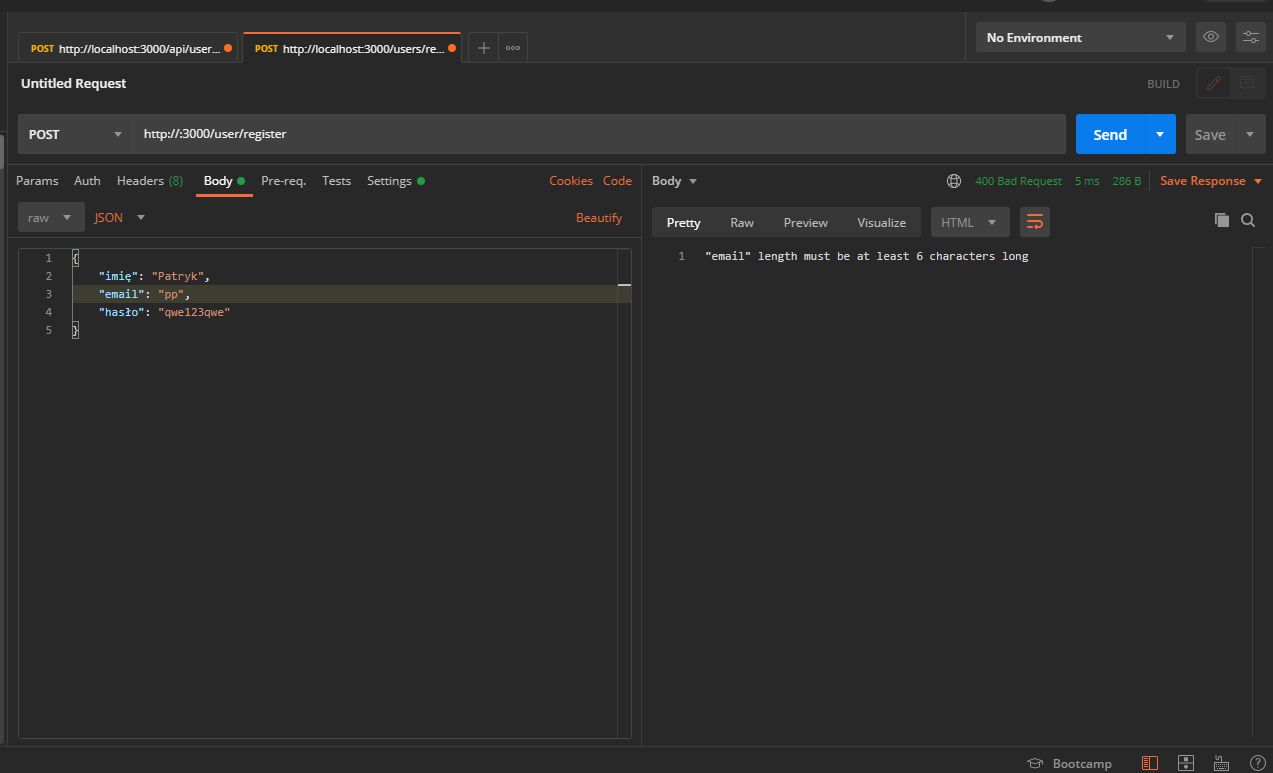 POST http://localhost:3000/api/user...
POST http://localhost:3000/users/re...
No Environment
Untitled Request
BUILD
POST http://:3000/user/register Send Save
Params Auth Headers (8) Body Pre-req. Tests Settings Cookies Code
Body 400 Bad Request 5 ms 286 B Save Response
raw JSON Beautify
Pretty Raw Preview Visualize HTML
1 {
2 "imię": "Patryk",
3 "email": "pp",
4 "hasło": "qwe123qwe"
5 }
1 "email" length must be at least 6 characters long
Bootcamp